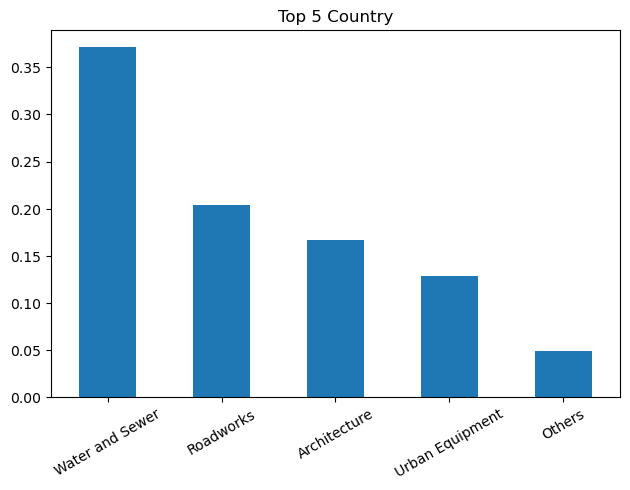 Top 5 Country
0.35
0.30
0.25
0.20
0.15
0.10
0.05
0.00
Water and Sewer
Roadworks
Architecture
Urban Equipment
Others